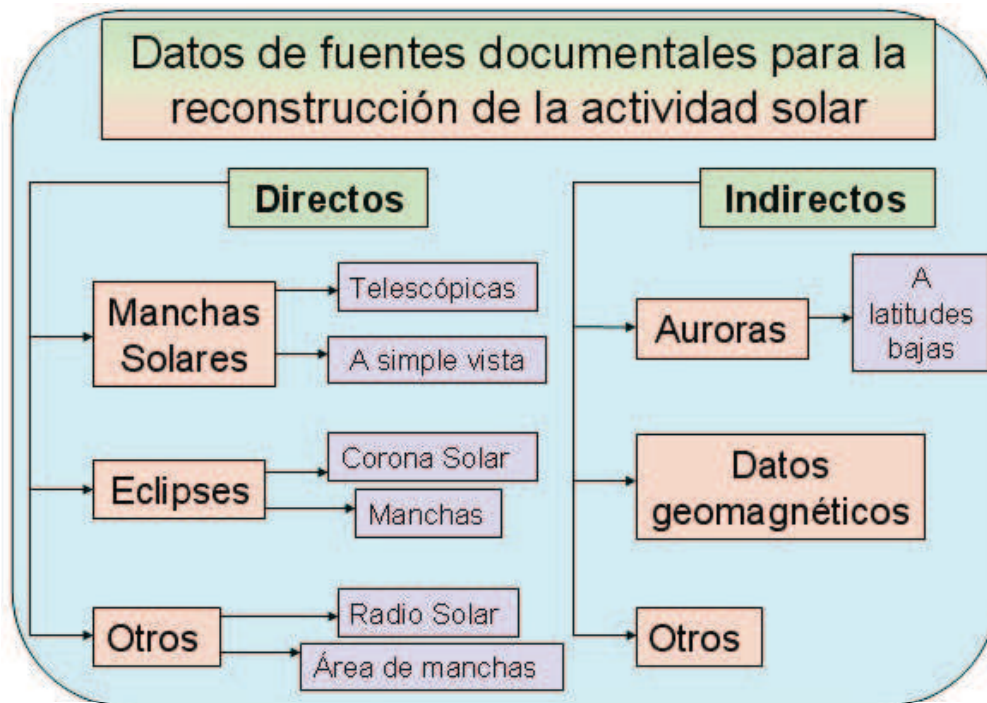 Datos de fuentes documentales para la
reconstrucción de la actividad solar
Directos
Manchas
Solares
Telescópicas
A simple vista
Eclipses
Corona Solar
Manchas
Otros
Radio Solar
Área de manchas
Indirectos
Auroras
A
latitudes
bajas
Datos
geomagnéticos
Otros